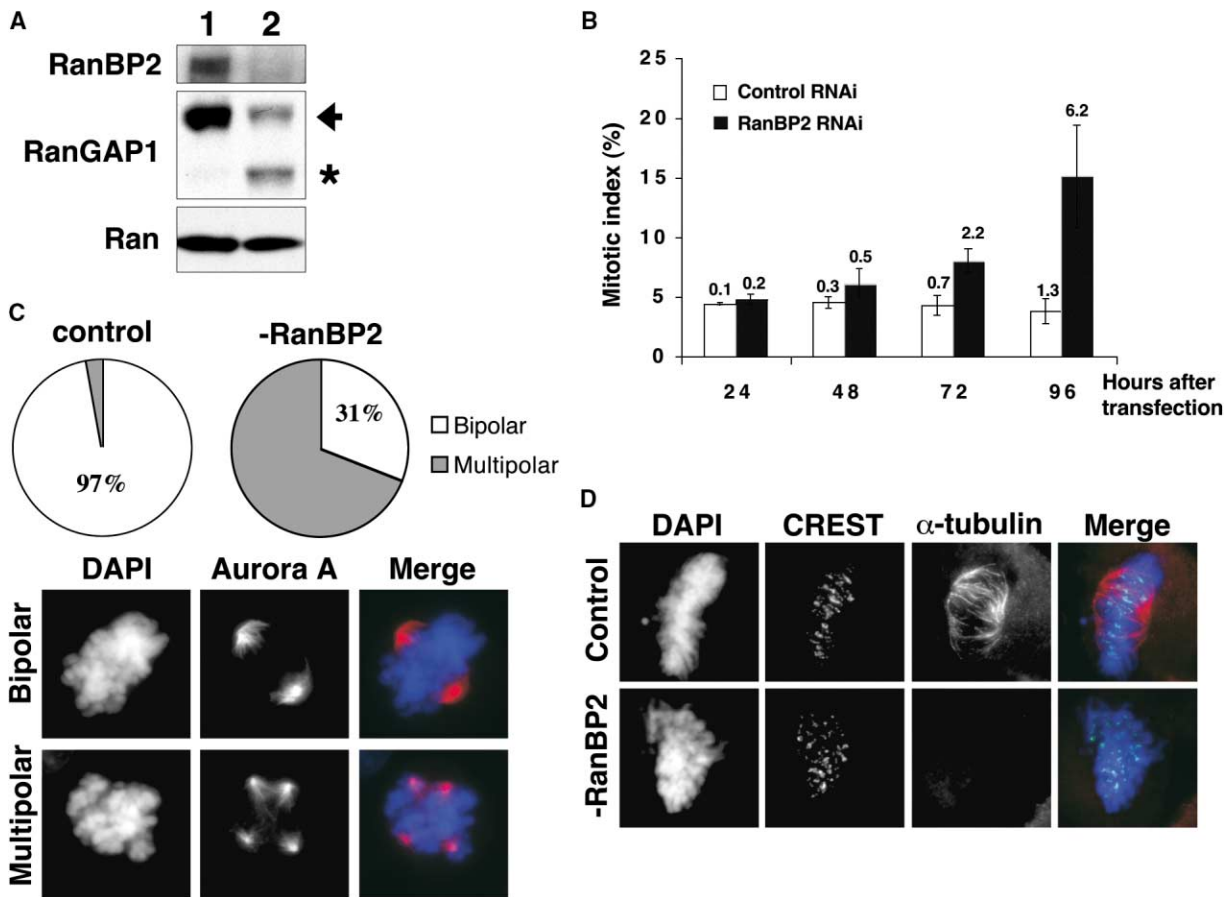 A
1 2
RanBP2
RanGAP1
*
Ran
B
25
20
15
10
5
0
Mitotic index (%)
Control RNAi
RanBP2 RNAi
0.1 0.2 0.3 0.5 0.7 2.2 1.3 6.2
24 48 72 96
Hours after
transfection
C
control
-RanBP2
97%
31%
Bipolar
Multipolar
DAPI Aurora A Merge
Bipolar
Multipolar
D
DAPI CREST α-tubulin Merge
Control
-RanBP2